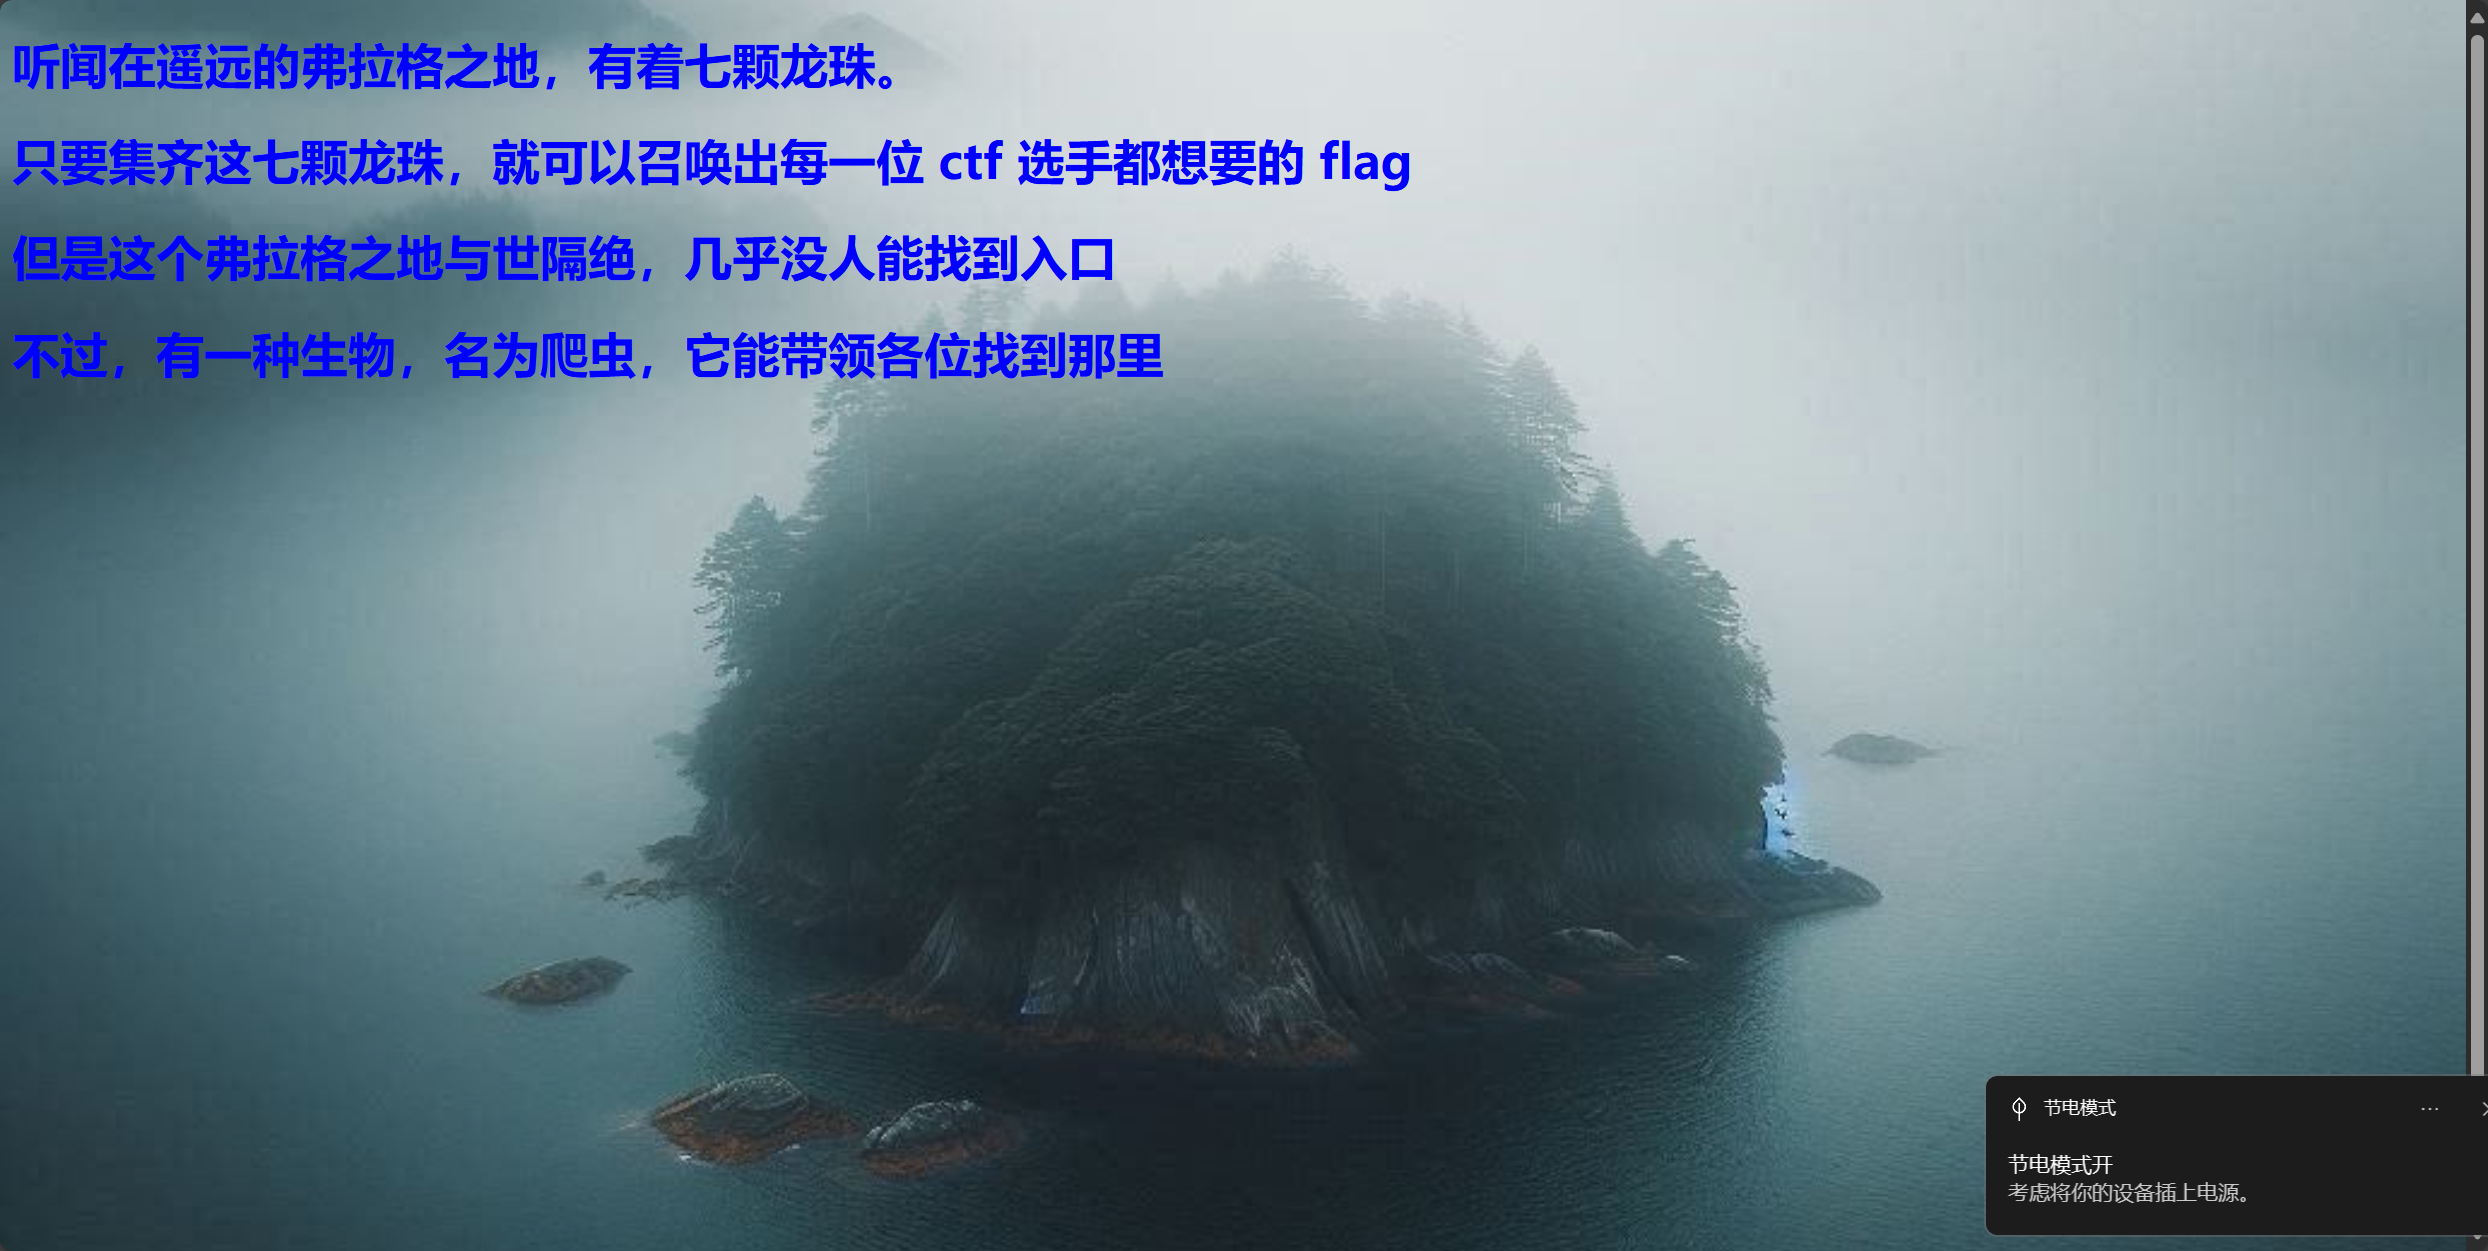 听闻在遥远的弗拉格之地，有着七颗龙珠。
只要集齐这七颗龙珠，就可以召唤出每一位 ctf 选手都想要的 flag
但是这个弗拉格之地与世隔绝，几乎没人能找到入口
不过，有一种生物，名为爬虫，它能带领各位找到那里
节电模式
节电模式开
考虑将你的设备插上电源。